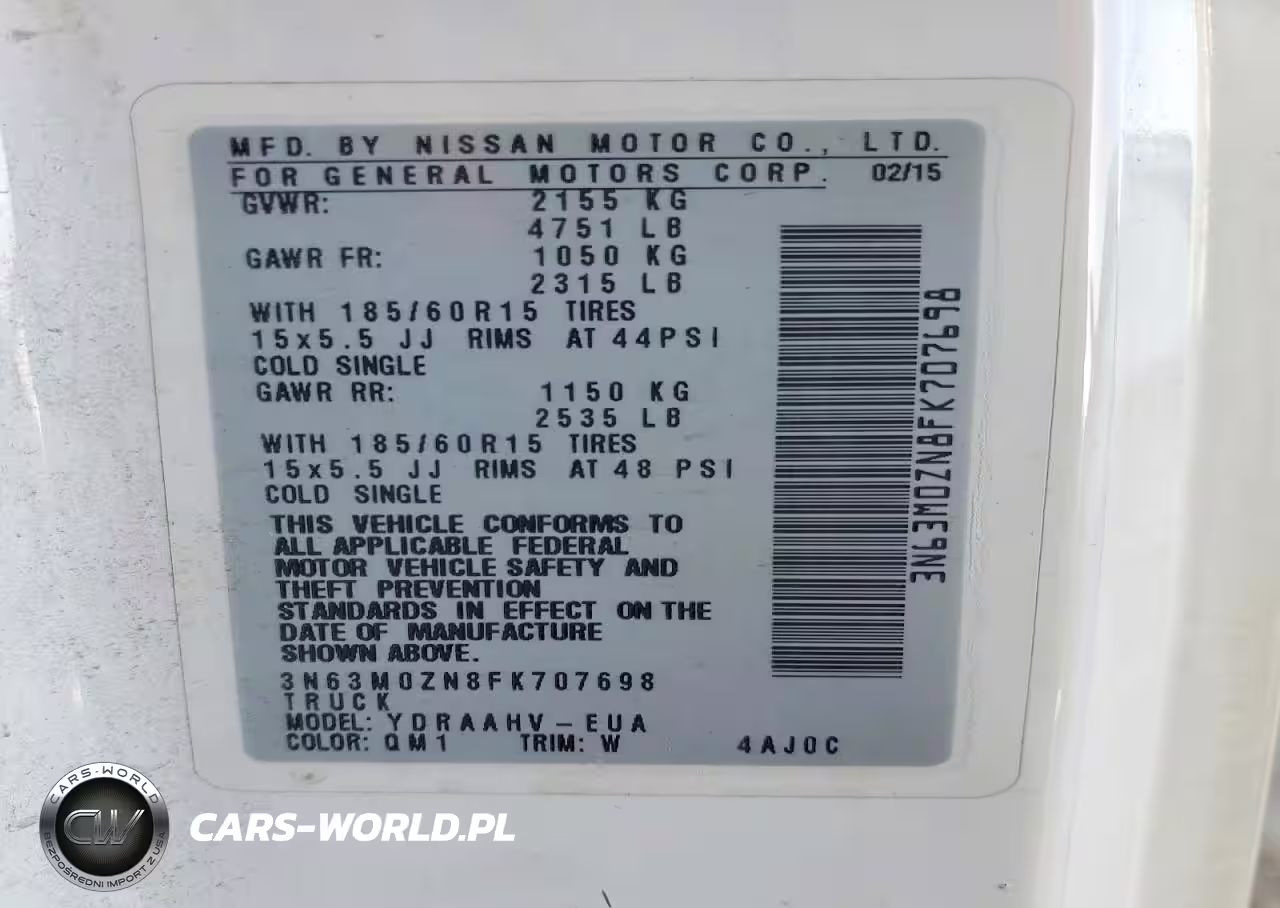 MFD. BY NISSAN MOTOR CO., LTD.
FOR GENERAL MOTORS CORP. 02/15
GVWR: 2155 KG
4751 LB
GAWR FR: 1050 KG
2315 LB
WITH 185/60R15 TIRES
15x5.5 JJ RIMS AT 44PSI
COLD SINGLE
GAWR RR: 1150 KG
2535 LB
WITH 185/60R15 TIRES
15x5.5 JJ RIMS AT 48 PSI
COLD SINGLE
THIS VEHICLE CONFORMS TO
ALL APPLICABLE FEDERAL
MOTOR VEHICLE SAFETY AND
THEFT PREVENTION
STANDARDS IN EFFECT ON THE
DATE OF MANUFACTURE
SHOWN ABOVE.
3N63M0ZN8FK707698
TRUCK
MODEL: YDRAAHV-EUA
COLOR: QM1 TRIM: W 4AJ0C
3N63M0ZN8FK707698
CARS-WORLD
CW
BEZPOŚREDNI IMPORT Z USA
CARS-WORLD.PL